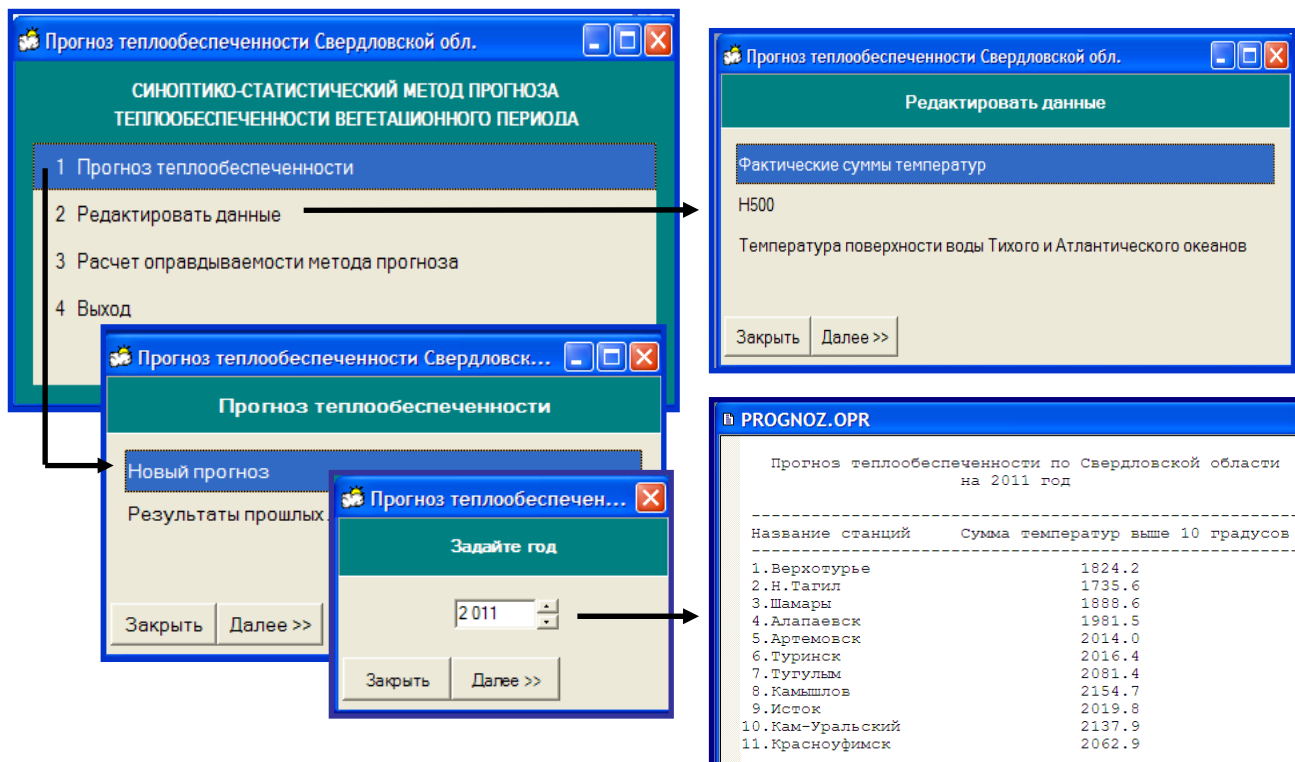 Прогноз теплообеспеченности Свердловской обл.
СИНОПТИКО-СТАТИСТИЧЕСКИЙ МЕТОД ПРОГНОЗА
ТЕПЛООБЕСПЕЧЕННОСТИ ВЕГЕТАЦИОННОГО ПЕРИОДА
1 Прогноз теплообеспеченности
2 Редактировать данные
3 Расчет оправдываемости метода прогноза
4 Выход
Прогноз теплообеспеченности Свердловской обл.
Редактировать данные
Фактические суммы температур
H500
Температура поверхности воды Тихого и Атлантического океанов
Закрыть Далее >>
Прогноз теплообеспеченности Свердловск...
Прогноз теплообеспеченности
Новый прогноз
Результаты прошлых
Закрыть Далее >>
Прогноз теплообеспечен...
Задайте год
2 011
Закрыть Далее >>
PROGNOZ.OPR
Прогноз теплообеспеченности по Свердловской области
на 2011 год
Название станций Сумма температур выше 10 градусов
1.Верхотурье 1824.2
2.Н.Тагил 1735.6
3.Шамары 1888.6
4.Алапаевск 1981.5
5.Артемовск 2014.0
6.Туринск 2016.4
7.Тугулым 2081.4
8.Камышлов 2154.7
9.Исток 2019.8
10.Кам-Уральский 2137.9
11.Красноуфимск 2062.9